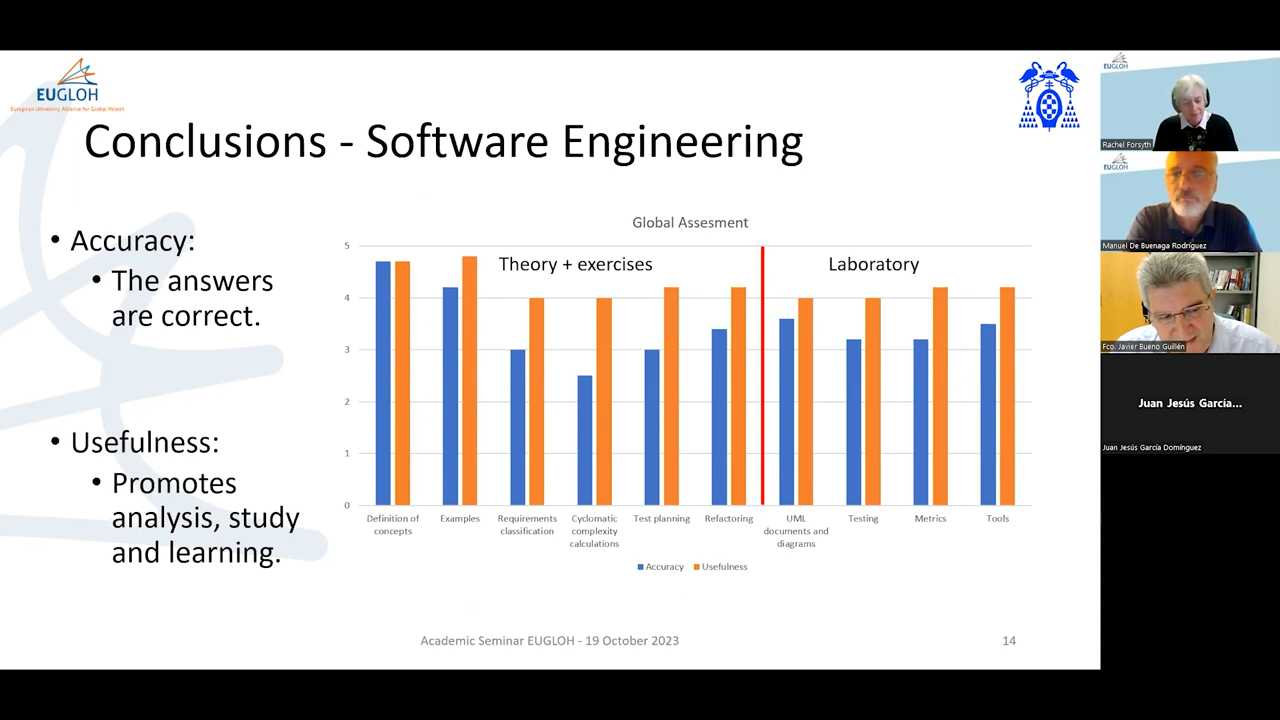 EUGLOH
European University Alliance for Global Health
Conclusions - Software Engineering
• Accuracy:
• The answers
are correct.
• Usefulness:
• Promotes
analysis, study
and learning.
Global Assesment
5
4
3
2
1
0
Theory + exercises
Laboratory
Definition of
concepts
Examples
Requirements
classification
Cyclomatic
complexity
calculations
Test planning
Refactoring
UML
documents and
diagrams
Testing
Metrics
Tools
Accuracy
Usefulness
Academic Seminar EUGLOH - 19 October 2023
14
EUGLOH
Rachel Forsyth
EUGLOH
Manuel De Buenaga Rodríguez
Fco. Javier Bueno Guillén
Juan Jesús García...
Juan Jesús García Domínguez